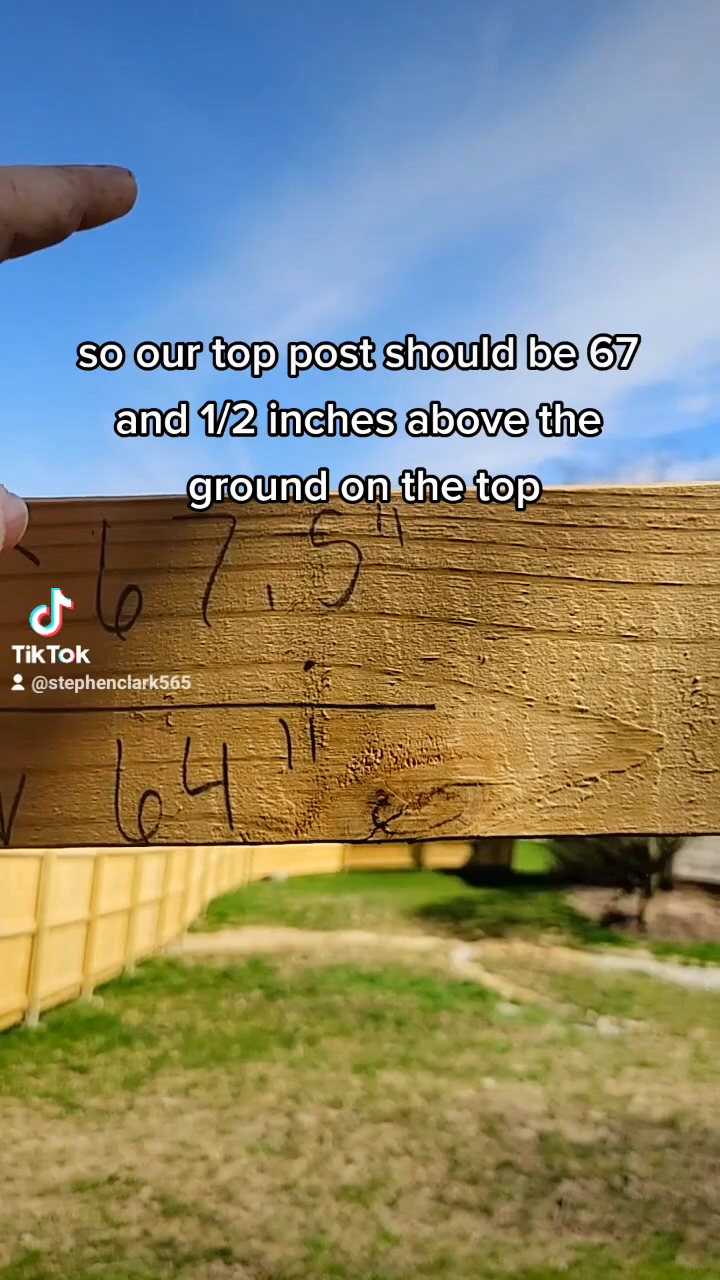 so our top post should be 67
and 1/2 inches above the
ground on the top
67.5"
TikTok
@stephenclark565
64"